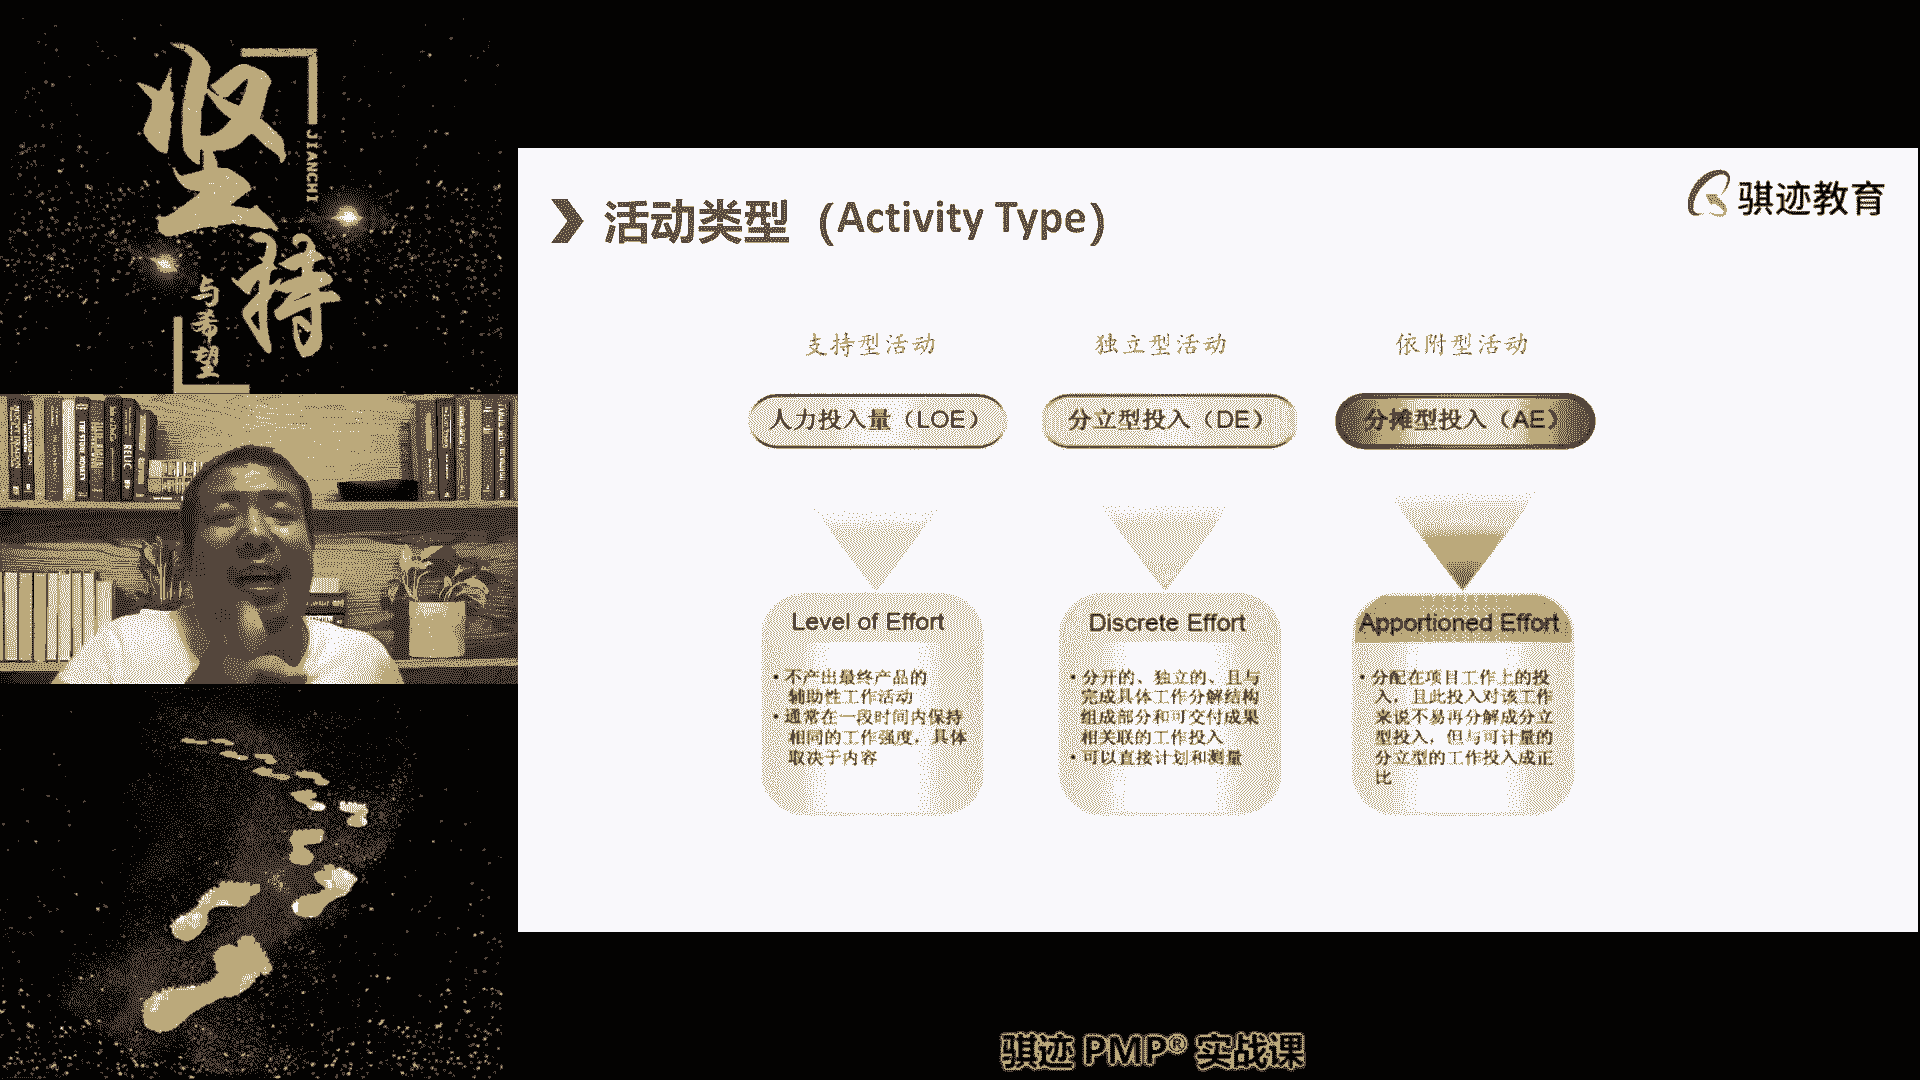 坚持
JIANCHI
与希望
活动类型（Activity Type）
骐迹教育
支持型活动
独立型活动
依附型活动
人力投入量（LOE）
分立型投入（DE）
分摊型投入（AE）
Level of Effort
• 不产出最终产品的
辅助性工作活动
• 通常在一段时间内保持
相同的工作强度，具体
取决于内容
Discrete Effort
• 分开的、独立的、且与
完成具体工作分解结构
组成部分和可交付成果
相关联的工作投入
• 可以直接计划和测量
Apportioned Effort
• 分配在项目工作上的投
入，且此投入对该工作
来说不易再分解成分立
型投入，但与可计量的
分立型的工作投入成正
比
骐迹 PMP® 实战课